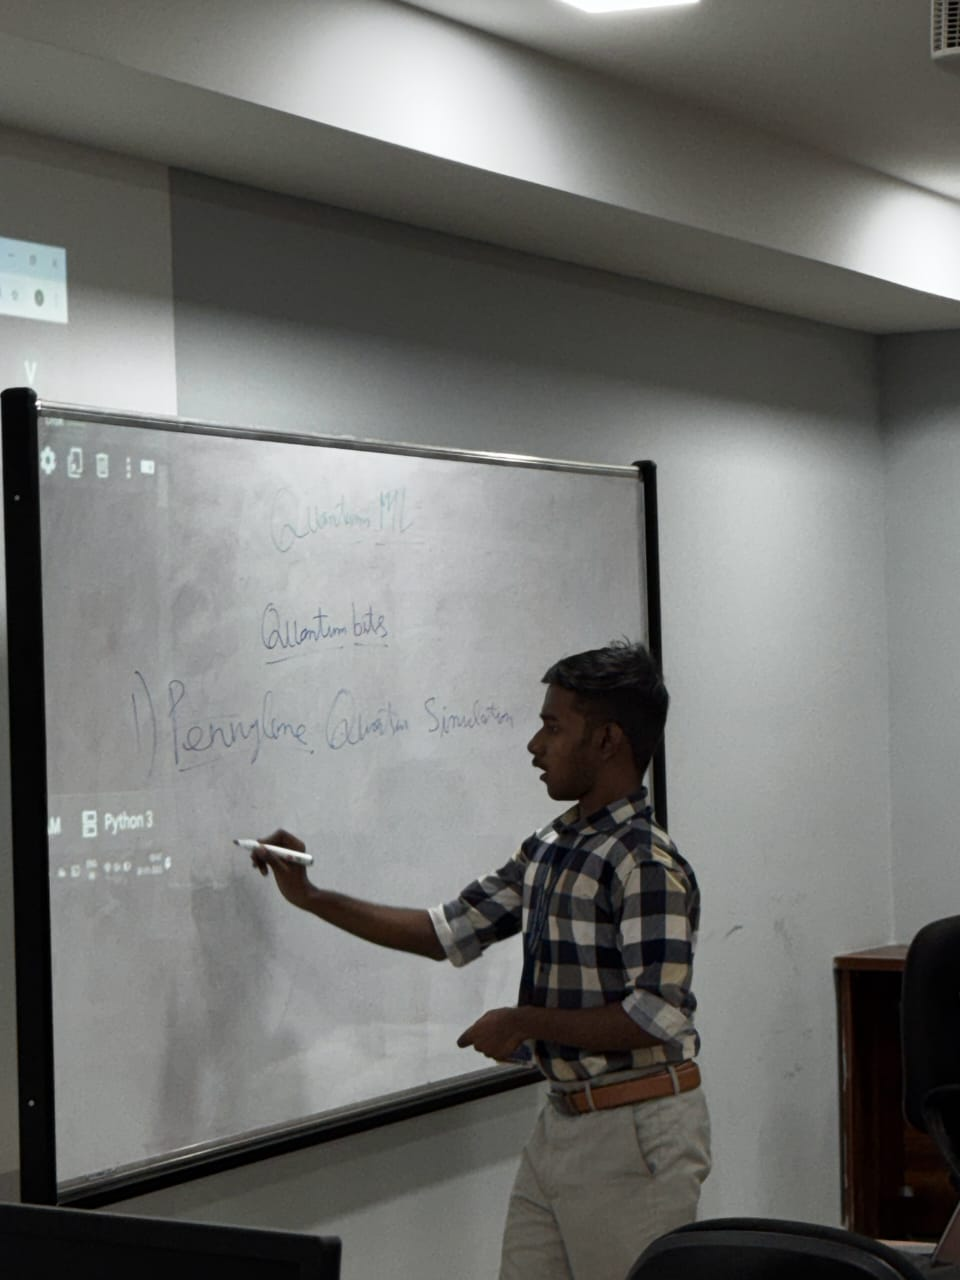 Quantum ML
Quantum bits
1) Pennylane Quantum Simulation
Python 3